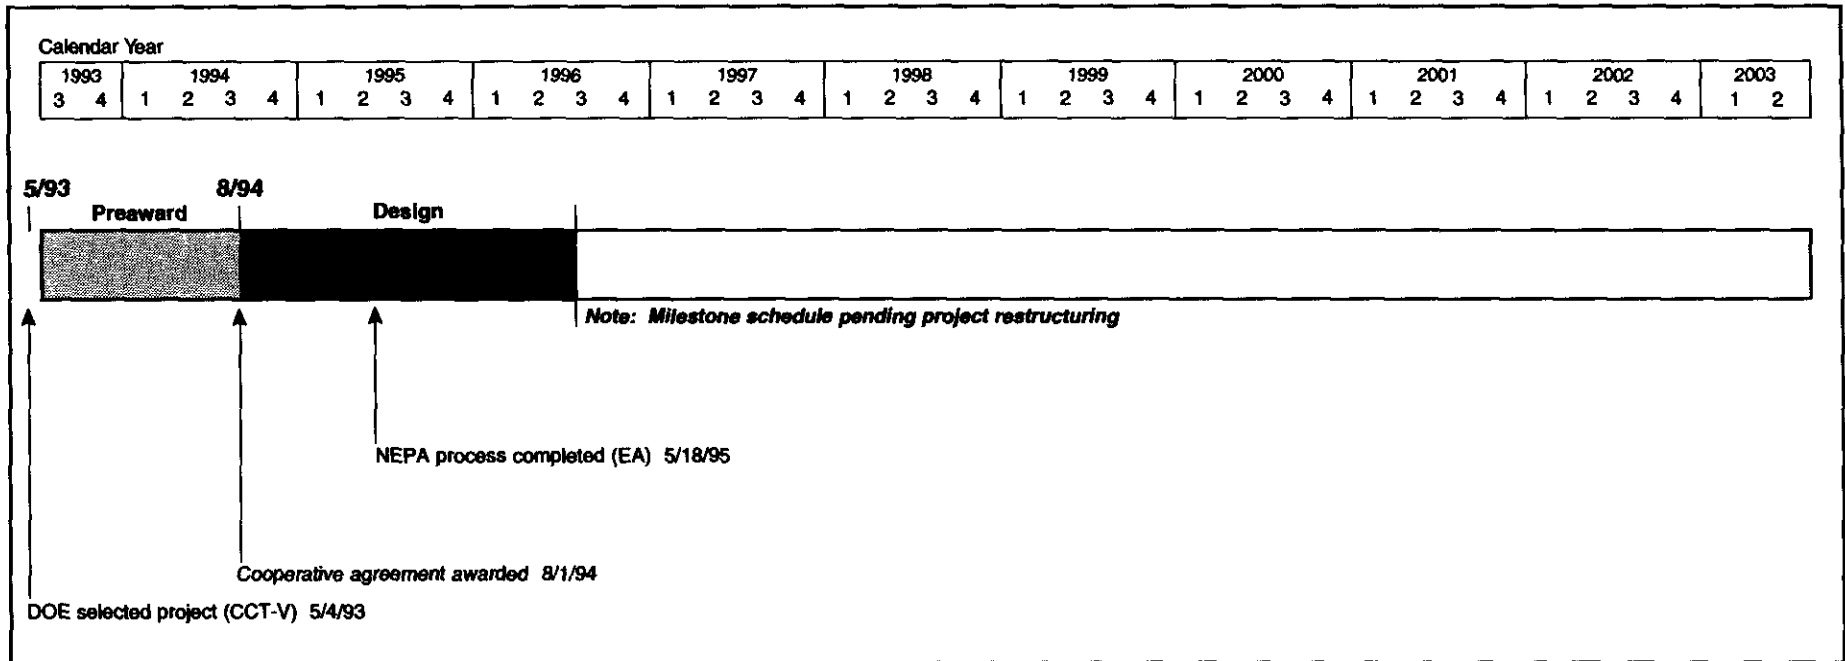 Calendar Year
1993 1994 1995 1996 1997 1998 1999 2000 2001 2002 2003
3 4 1 2 3 4 1 2 3 4 1 2 3 4 1 2 3 4 1 2 3 4 1 2 3 4 1 2 3 4 1 2 3 4 1 2 3 4 1 2
5/93 8/94
Preaward Design
Note: Milestone schedule pending project restructuring
NEPA process completed (EA) 5/18/95
Cooperative agreement awarded 8/1/94
DOE selected project (CCT-V) 5/4/93